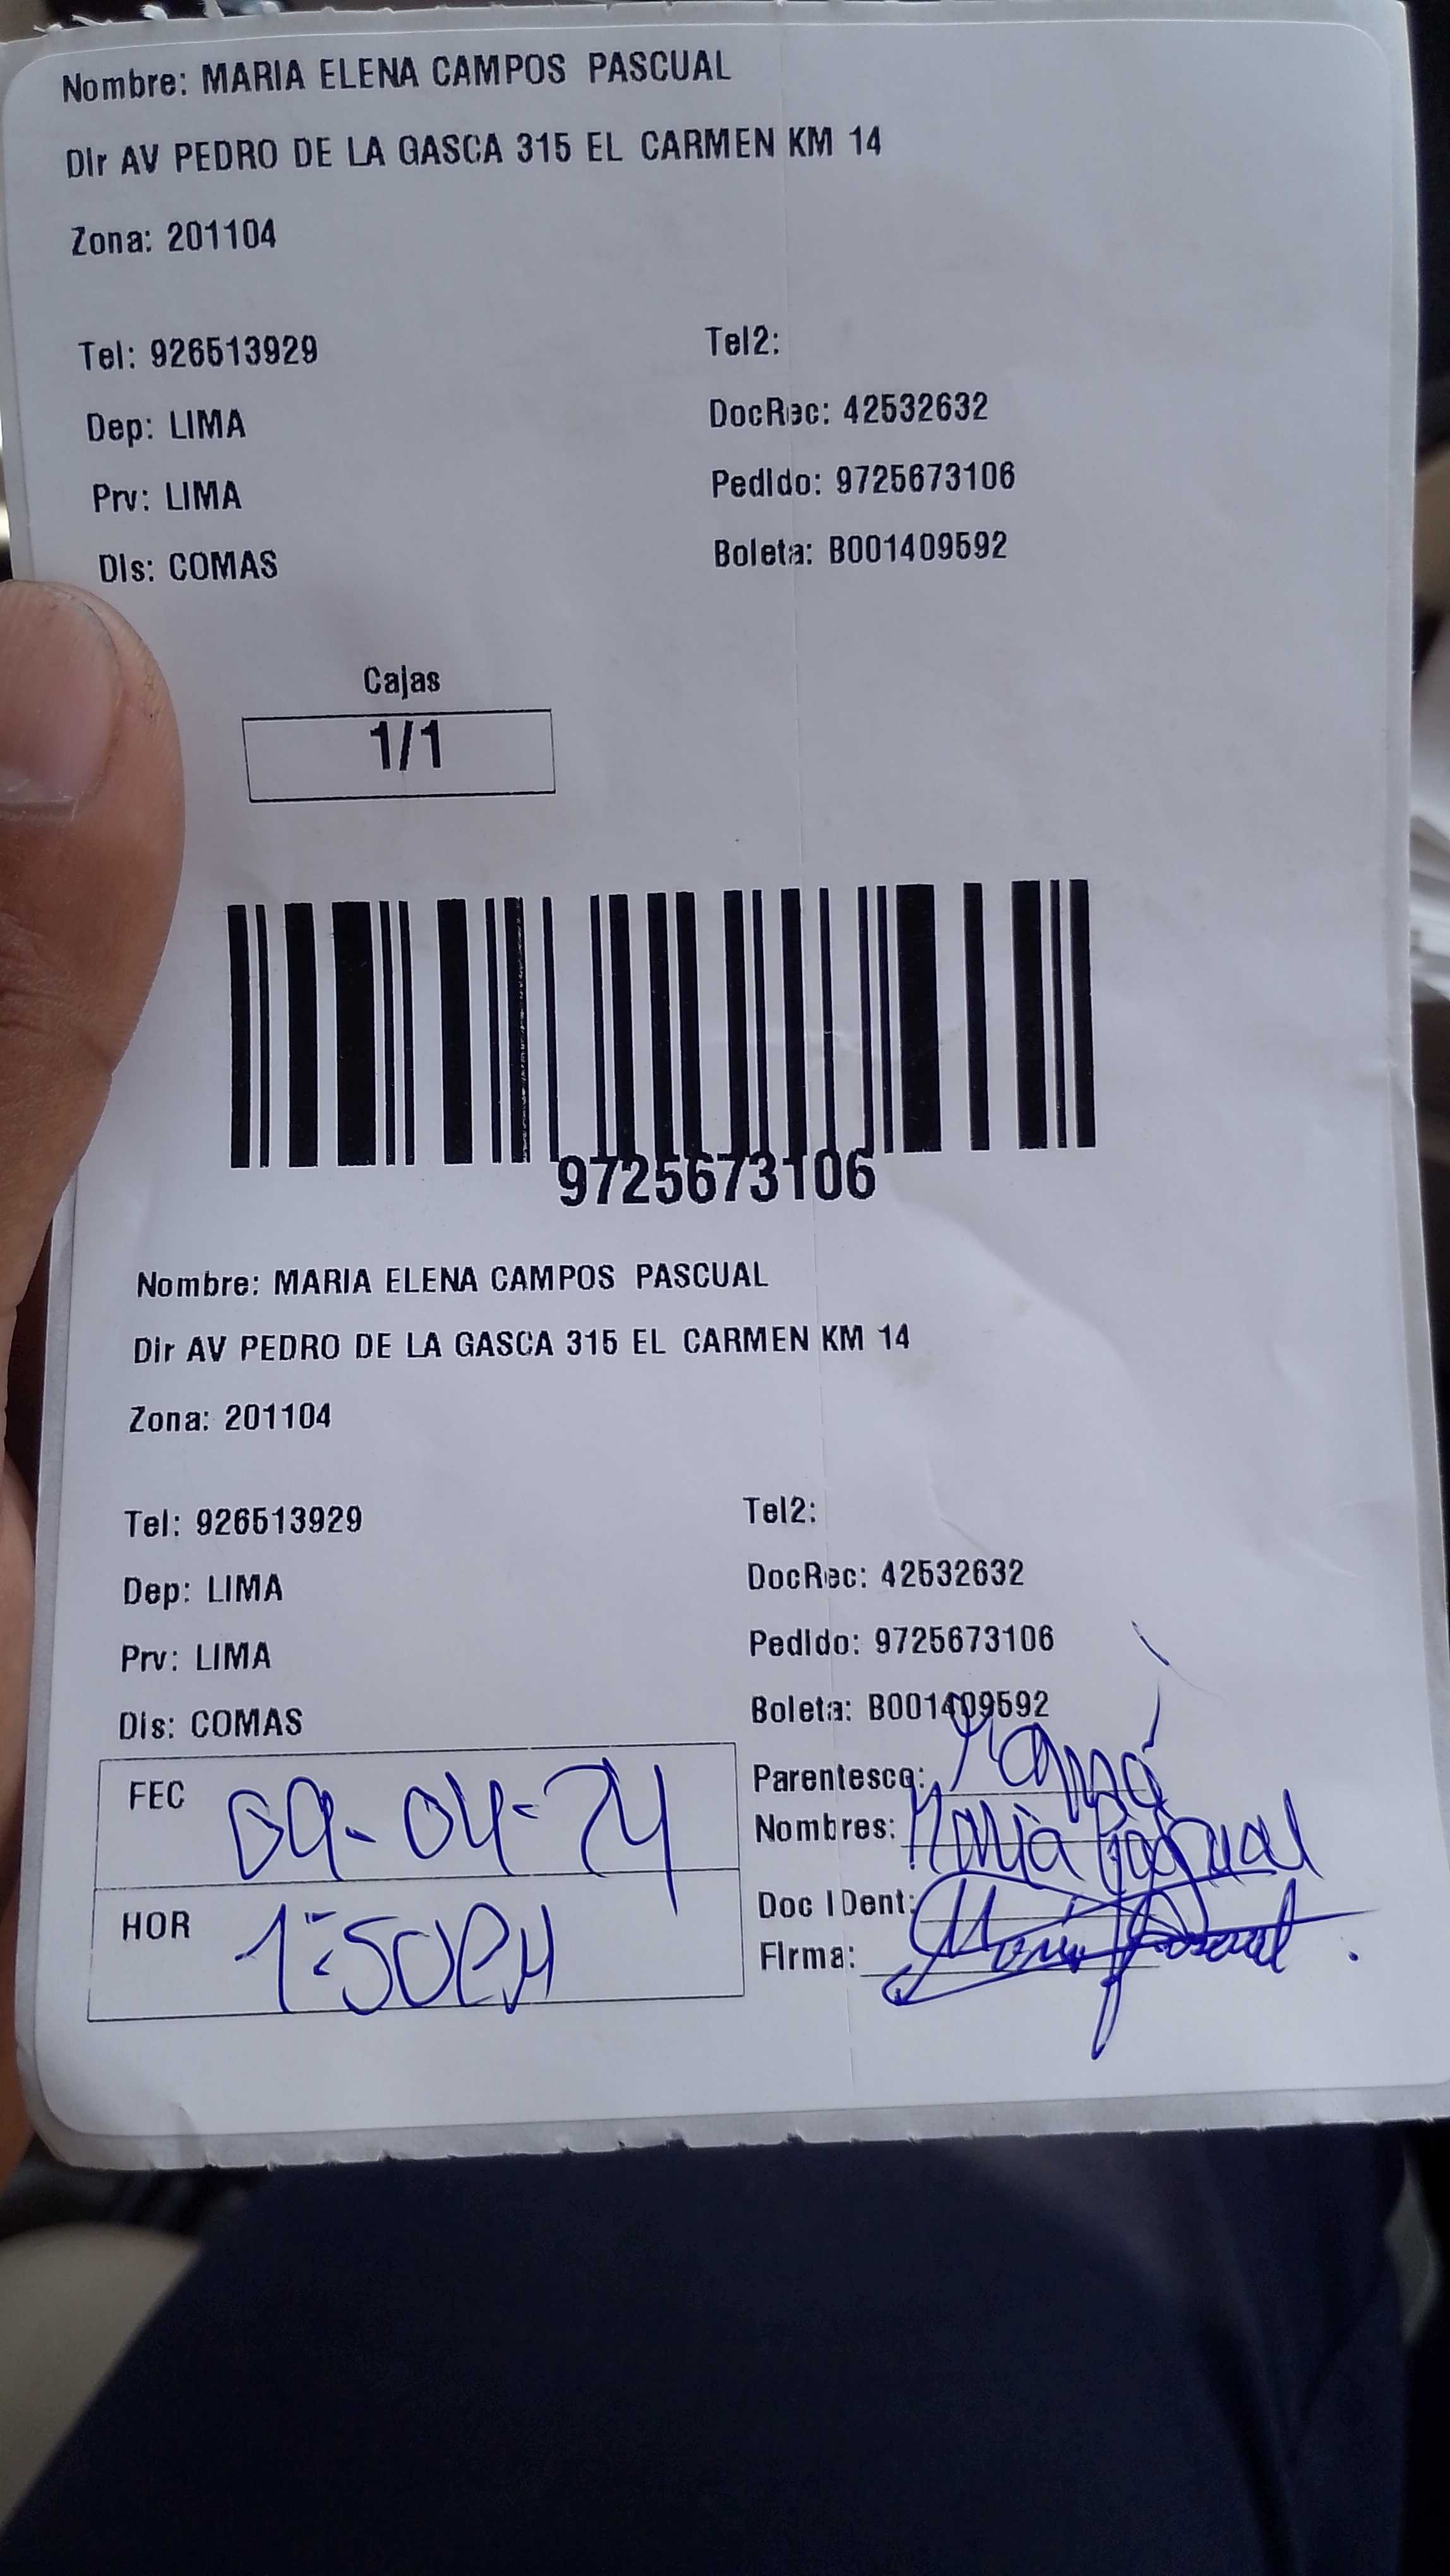 Nombre: MARIA ELENA CAMPOS PASCUAL
Dir AV PEDRO DE LA GASCA 315 EL CARMEN KM 14
Zona: 201104
Tel: 926513929 Tel2:
Dep: LIMA DocRec: 42532632
Prv: LIMA Pedido: 9725673106
Dis: COMAS Boleta: B001409592
Cajas
1/1
9725673106
Nombre: MARIA ELENA CAMPOS PASCUAL
Dir AV PEDRO DE LA GASCA 315 EL CARMEN KM 14
Zona: 201104
Tel: 926513929 Tel2:
Dep: LIMA DocRec: 42532632
Prv: LIMA Pedido: 9725673106
Dis: COMAS Boleta: B001409592
FEC 09-04-24 Parentesco: Mamá
Nombres: Maria Pascual
HOR 1:50PM Doc IDent:
Firma: Maria Pascual